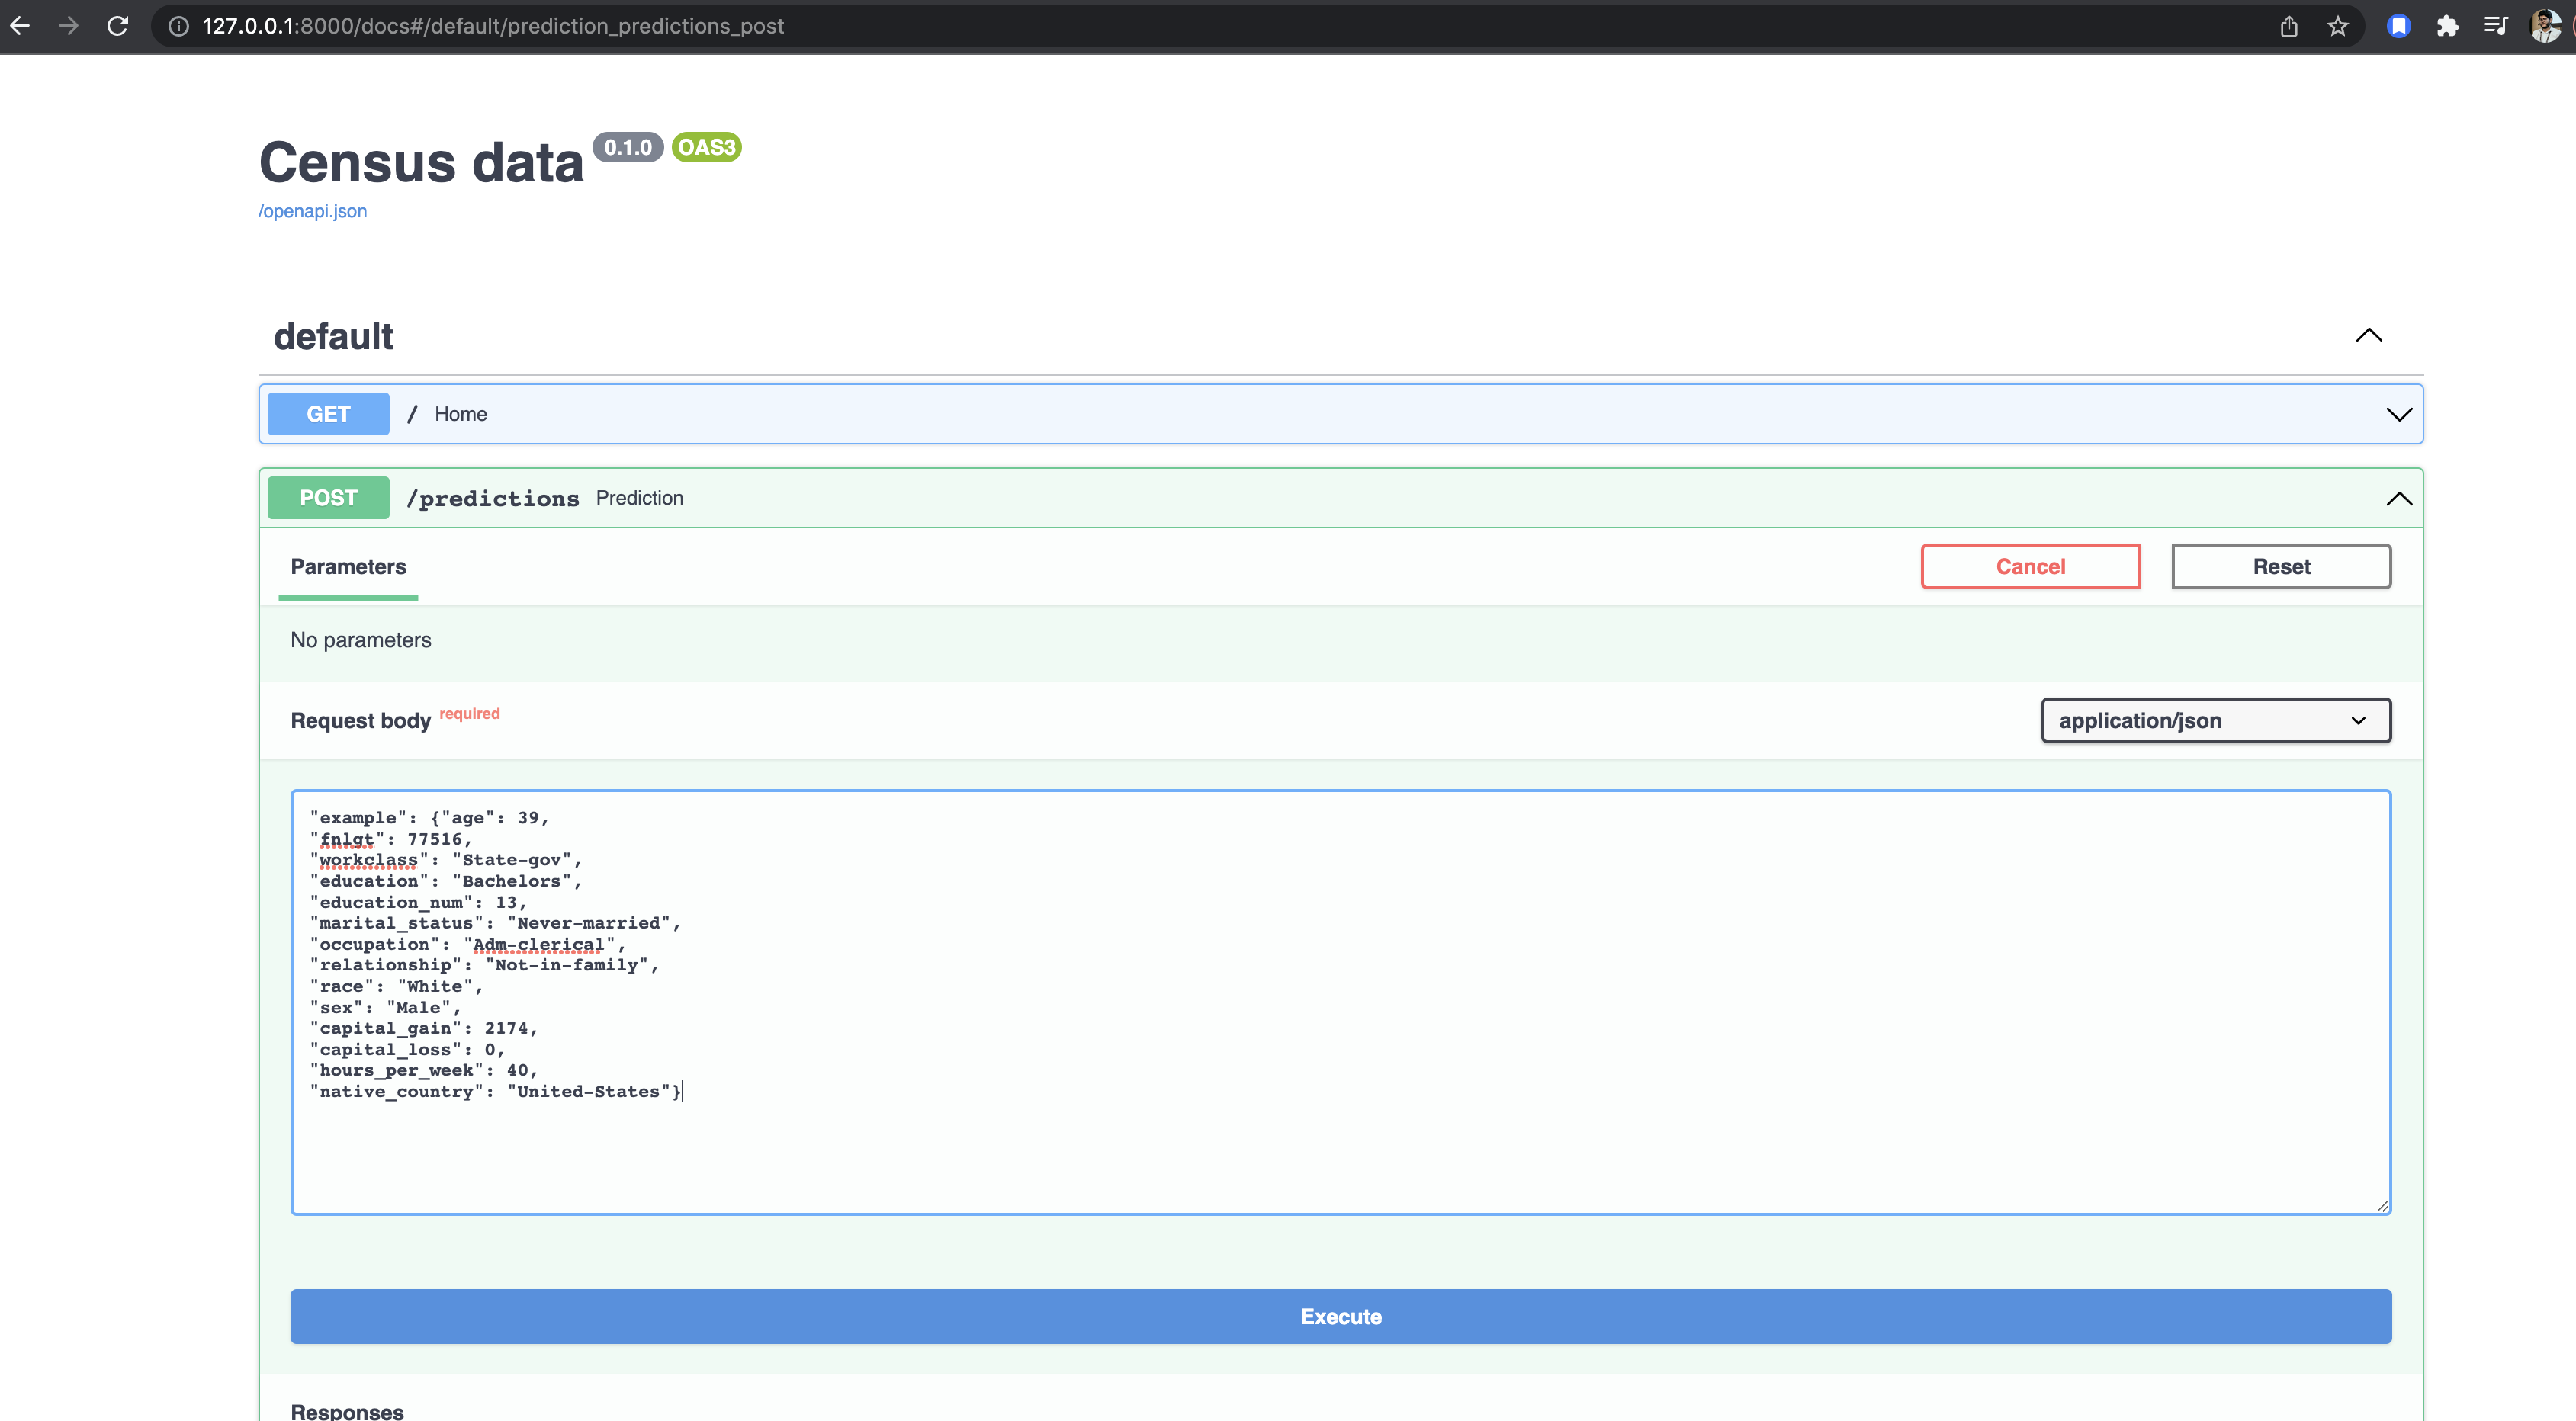 127.0.0.1:8000/docs#/default/prediction_predictions_post
Census data 0.1.0 OAS3
/openapi.json
default
GET / Home
POST /predictions Prediction
Parameters Cancel Reset
No parameters
Request body required application/json
"example": {"age": 39,
"fnlgt": 77516,
"workclass": "State-gov",
"education": "Bachelors",
"education_num": 13,
"marital_status": "Never-married",
"occupation": "Adm-clerical",
"relationship": "Not-in-family",
"race": "White",
"sex": "Male",
"capital_gain": 2174,
"capital_loss": 0,
"hours_per_week": 40,
"native_country": "United-States"}
Execute
Responses